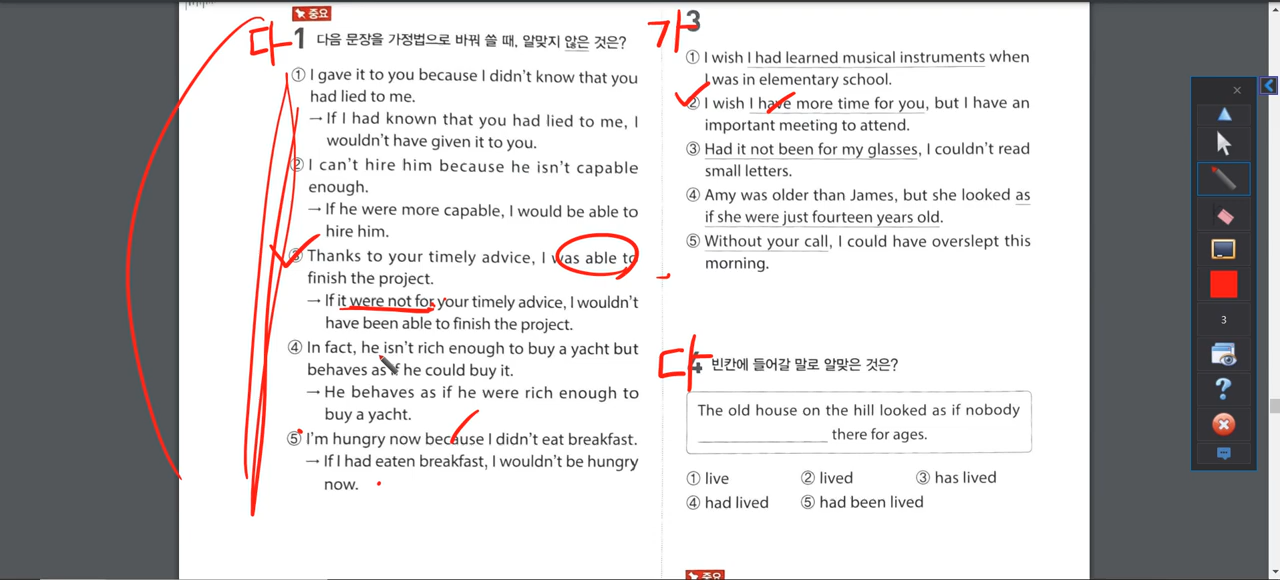 중요
다
1 다음 문장을 가정법으로 바꿔 쓸 때, 알맞지 않은 것은?
① I gave it to you because I didn't know that you
had lied to me.
→ If I had known that you had lied to me, I
wouldn't have given it to you.
② I can't hire him because he isn't capable
enough.
→ If he were more capable, I would be able to
hire him.
③ Thanks to your timely advice, I was able to
finish the project.
→ If it were not for your timely advice, I wouldn't
have been able to finish the project.
④ In fact, he isn't rich enough to buy a yacht but
behaves as if he could buy it.
→ He behaves as if he were rich enough to
buy a yacht.
⑤ I'm hungry now because I didn't eat breakfast.
→ If I had eaten breakfast, I wouldn't be hungry
now.
가
3
① I wish I had learned musical instruments when
I was in elementary school.
② I wish I have more time for you, but I have an
important meeting to attend.
③ Had it not been for my glasses, I couldn't read
small letters.
④ Amy was older than James, but she looked as
if she were just fourteen years old.
⑤ Without your call, I could have overslept this
morning.
다
4 빈칸에 들어갈 말로 알맞은 것은?
The old house on the hill looked as if nobody
_______________ there for ages.
① live ② lived ③ has lived
④ had lived ⑤ had been lived
중요
3